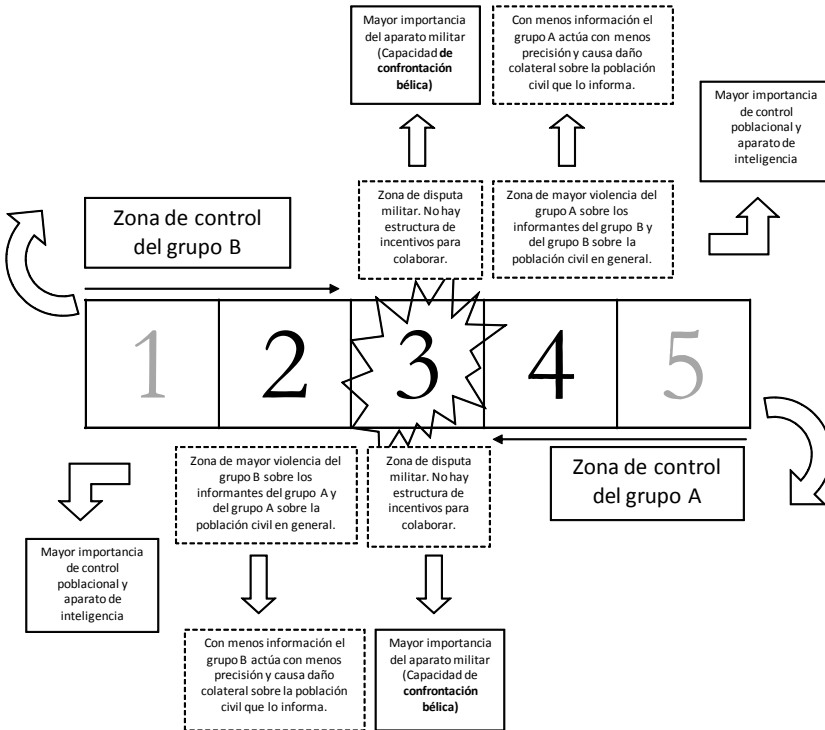 Mayor importancia
del aparato militar
(Capacidad de
confrontación
bélica)
Con menos información el
grupo A actúa con menos
precisión y causa daño
colateral sobre la población
civil que lo informa.
Mayor importancia
de control
poblacional y
aparato de
inteligencia
Zona de control
del grupo B
Zona de disputa
militar. No hay
estructura de
incentivos para
colaborar.
Zona de mayor violencia del
grupo A sobre los
informantes del grupo B y
del grupo B sobre la
población civil en general.
1
2
3
4
5
Zona de mayor violencia del
grupo B sobre los
informantes del grupo A y
del grupo A sobre la
población civil en general.
Zona de disputa
militar. No hay
estructura de
incentivos para
colaborar.
Zona de control
del grupo A
Mayor importancia
de control
poblacional y
aparato de
inteligencia
Con menos información el
grupo B actúa con menos
precisión y causa daño
colateral sobre la población
civil que lo informa.
Mayor importancia
del aparato militar
(Capacidad de
confrontación
bélica)